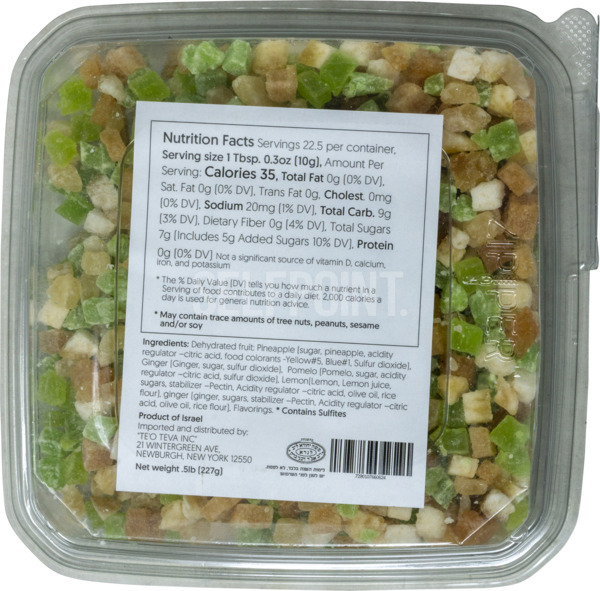 Nutrition Facts Servings 22.5 per container,
Serving size 1 Tbsp. 0.3oz (10g), Amount Per
Serving: Calories 35, Total Fat 0g (0% DV),
Sat. Fat 0g (0% DV), Trans Fat 0g, Cholest. 0mg
(0% DV), Sodium 20mg (1% DV), Total Carb. 9g
(3% DV), Dietary Fiber 0g (4% DV), Total Sugars
7g (Includes 5g Added Sugars 10% DV), Protein
0g (0% DV) Not a significant source of vitamin D, calcium,
iron, and potassium
* The % Daily Value (DV) tells you how much a nutrient in a
Serving of food contributes to a daily diet. 2,000 calories a
day is used for general nutrition advice.
* May contain trace amounts of tree nuts, peanuts, sesame
and/or soy
Ingredients: Dehydrated fruit: Pineapple (sugar, pineapple, acidity
regulator –citric acid, food colorants -Yellow#5, Blue#1, Sulfur dioxide),
Ginger (Ginger, sugar, sulfur dioxide), Pomelo (Pomelo, sugar, acidity
regulator –citric acid, sulfur dioxide), Lemon(Lemon, Lemon juice,
sugars, stabilizer –Pectin, Acidity regulator –citric acid, olive oil, rice
flour), ginger (ginger, sugars, stabilizer –Pectin, Acidity regulator –citric
acid, olive oil, rice flour), Flavorings. * Contains Sulfites
Product of Israel
Imported and distributed by:
"TEO TEVA INC"
21 WINTERGREEN AVE,
NEWBURGH, NEW YORK 12550
Net weight .5lb (227g)